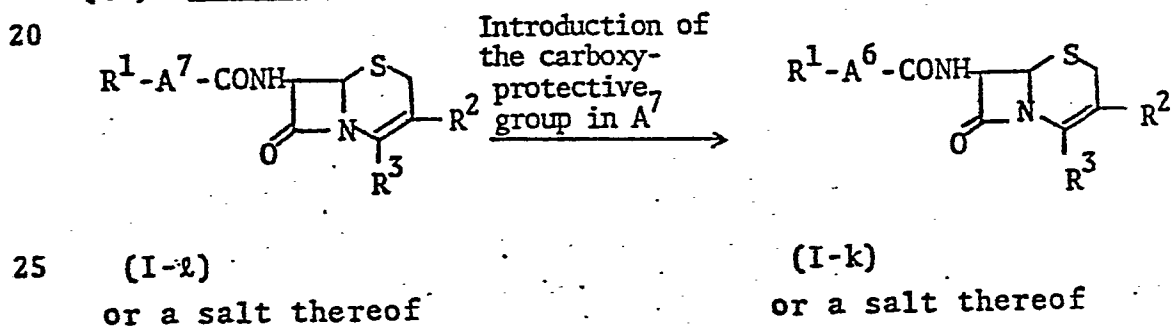 20
Introduction of
the carboxy-
protective
group in A⁷
R¹-A⁷-CONH
S
N
O
R²
R³
R¹-A⁶-CONH
S
N
O
R²
R³
25 (I-ℓ) (I-k)
or a salt thereof or a salt thereof